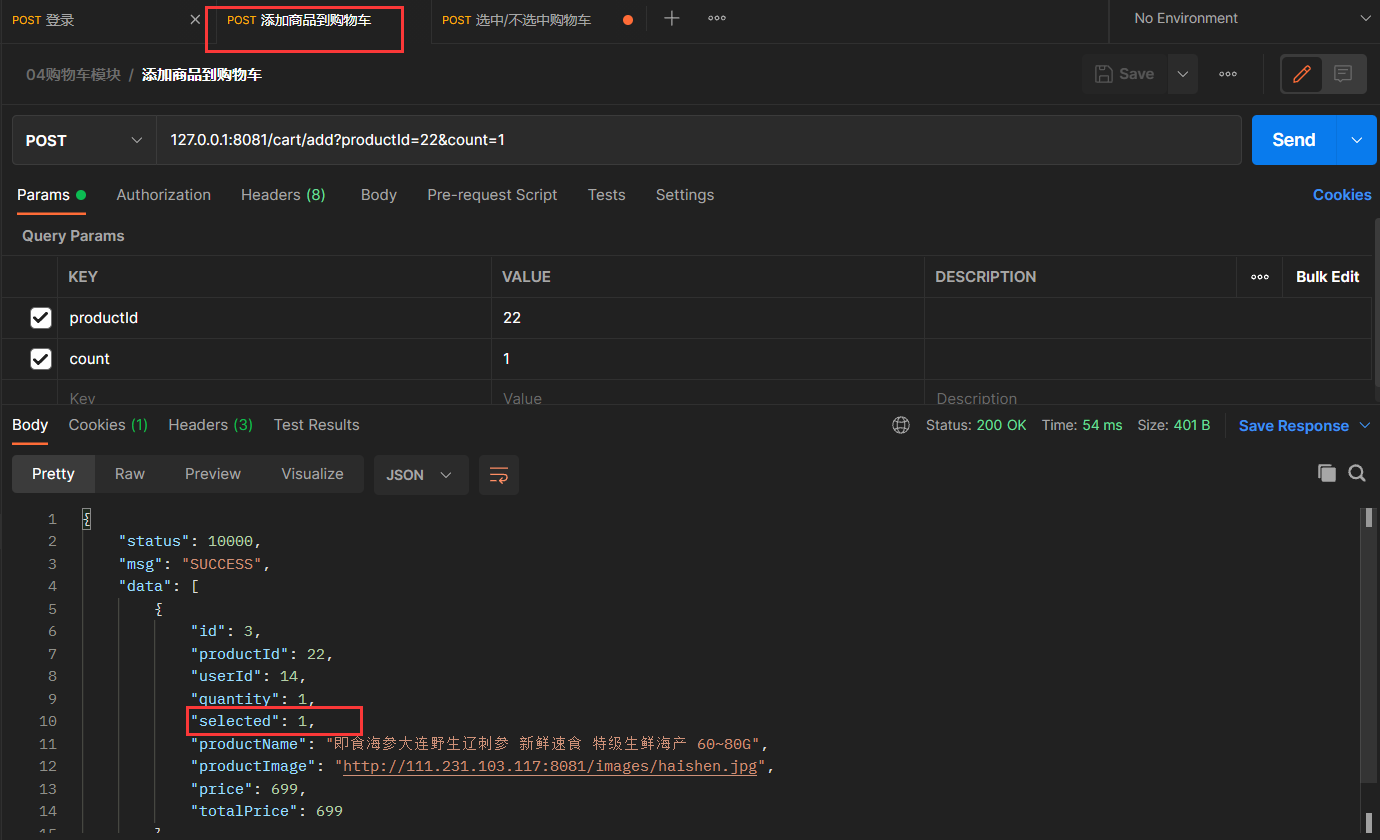 POST 登录
POST 添加商品到购物车
POST 选中/不选中购物车
No Environment
04购物车模块 / 添加商品到购物车
Save
POST
127.0.0.1:8081/cart/add?productId=22&count=1
Send
Params
Authorization
Headers (8)
Body
Pre-request Script
Tests
Settings
Cookies
Query Params
KEY VALUE DESCRIPTION Bulk Edit
productId 22
count 1
Key Value Description
Body
Cookies (1)
Headers (3)
Test Results
Status: 200 OK Time: 54 ms Size: 401 B
Save Response
Pretty Raw Preview Visualize JSON
1 {
2 "status": 10000,
3 "msg": "SUCCESS",
4 "data": [
5 {
6 "id": 3,
7 "productId": 22,
8 "userId": 14,
9 "quantity": 1,
10 "selected": 1,
11 "productName": "即食海参大连野生辽刺参 新鲜速食 特级生鲜海产 60~80G",
12 "productImage": "http://111.231.103.117:8081/images/haishen.jpg",
13 "price": 699,
14 "totalPrice": 699